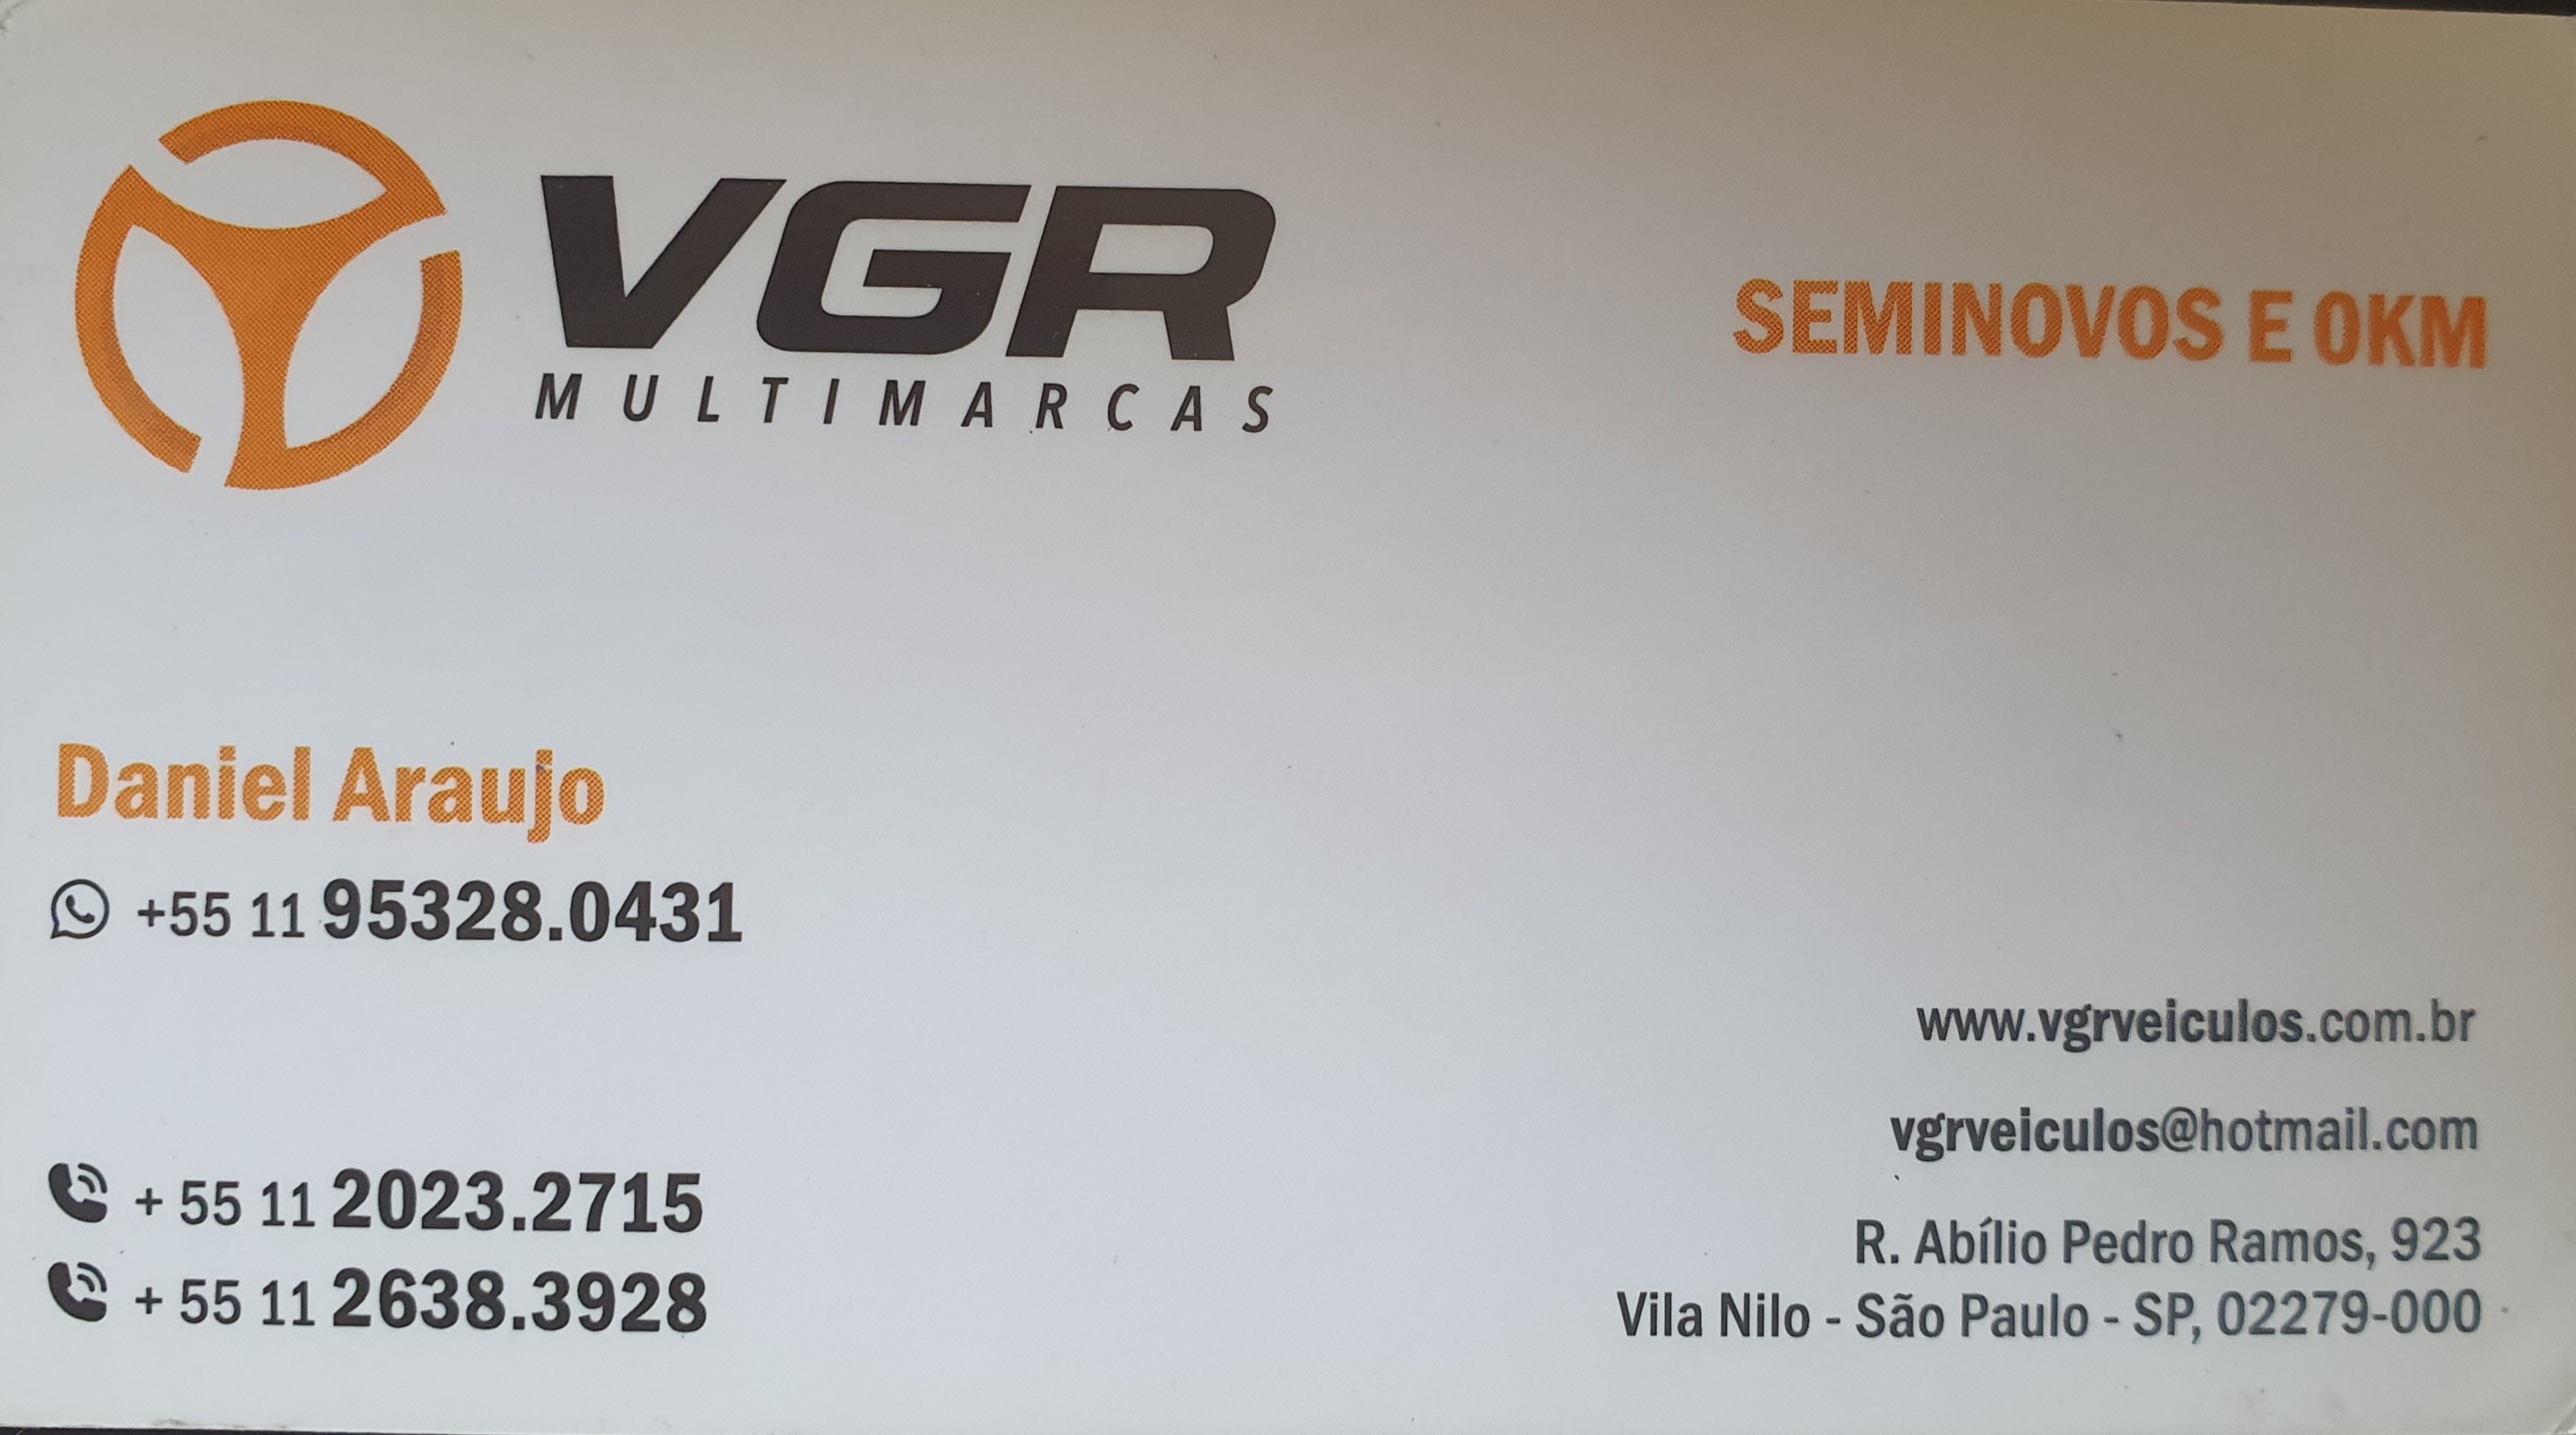 VGR
MULTIMARCAS
SEMINOVOS E 0KM
Daniel Araujo
+55 11 95328.0431
+ 55 11 2023.2715
+ 55 11 2638.3928
www.vgrveiculos.com.br
vgrveiculos@hotmail.com
R. Abílio Pedro Ramos, 923
Vila Nilo - São Paulo - SP, 02279-000